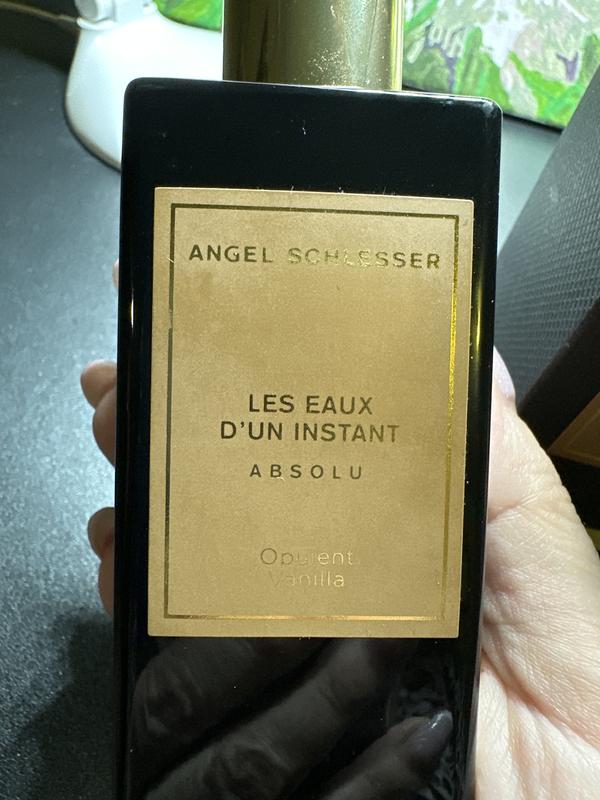 ANGEL SCHLESSER
LES EAUX
D'UN INSTANT
ABSOLU
Opulent
Vanilla